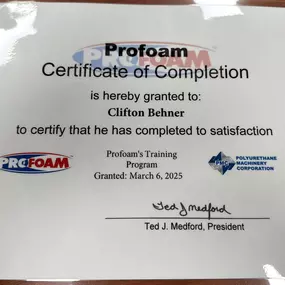 PROFOAM
Profoam
Certificate of Completion
is hereby granted to:
Clifton Behner
to certify that he has completed to satisfaction
PROFOAM
Profoam's Training
Program
Granted: March 6, 2025
PMC
POLYURETHANE
MACHINERY
CORPORATION
Ted J Medford
Ted J. Medford, President